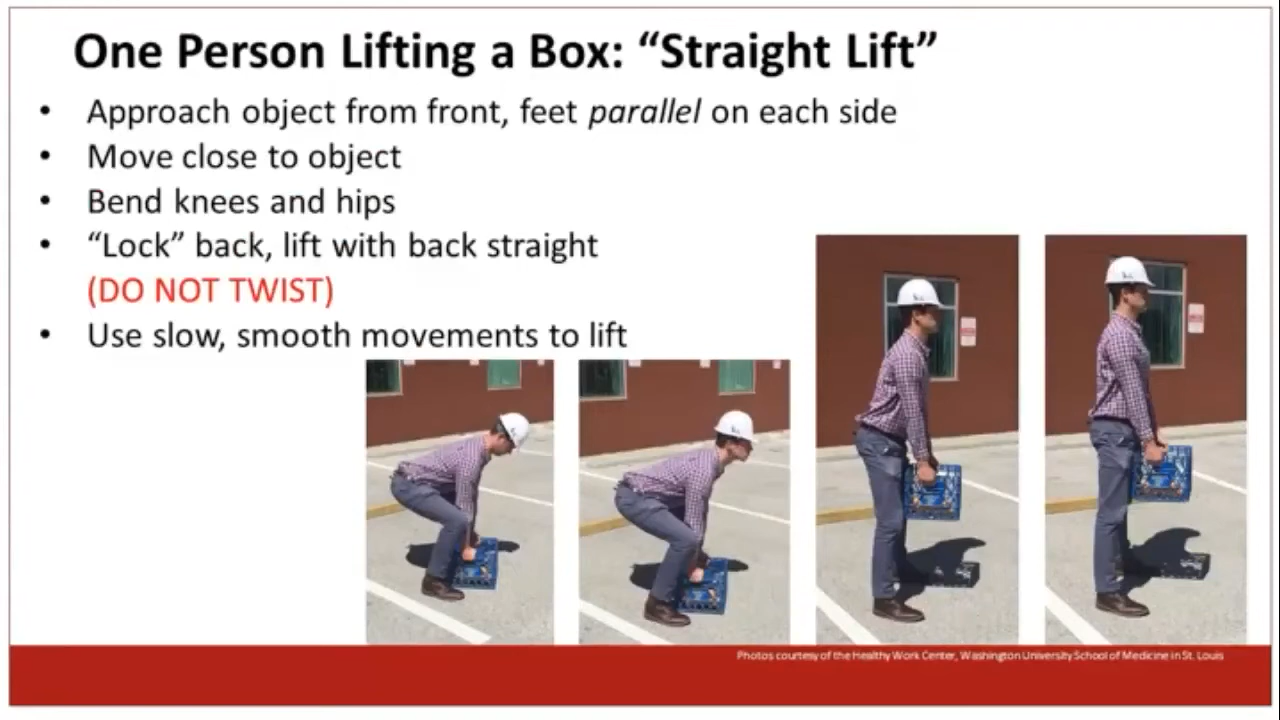 One Person Lifting a Box: “Straight Lift”
• Approach object from front, feet parallel on each side
• Move close to object
• Bend knees and hips
• “Lock” back, lift with back straight
(DO NOT TWIST)
• Use slow, smooth movements to lift
Photos courtesy of the Healthy Work Center, Washington University School of Medicine in St. Louis